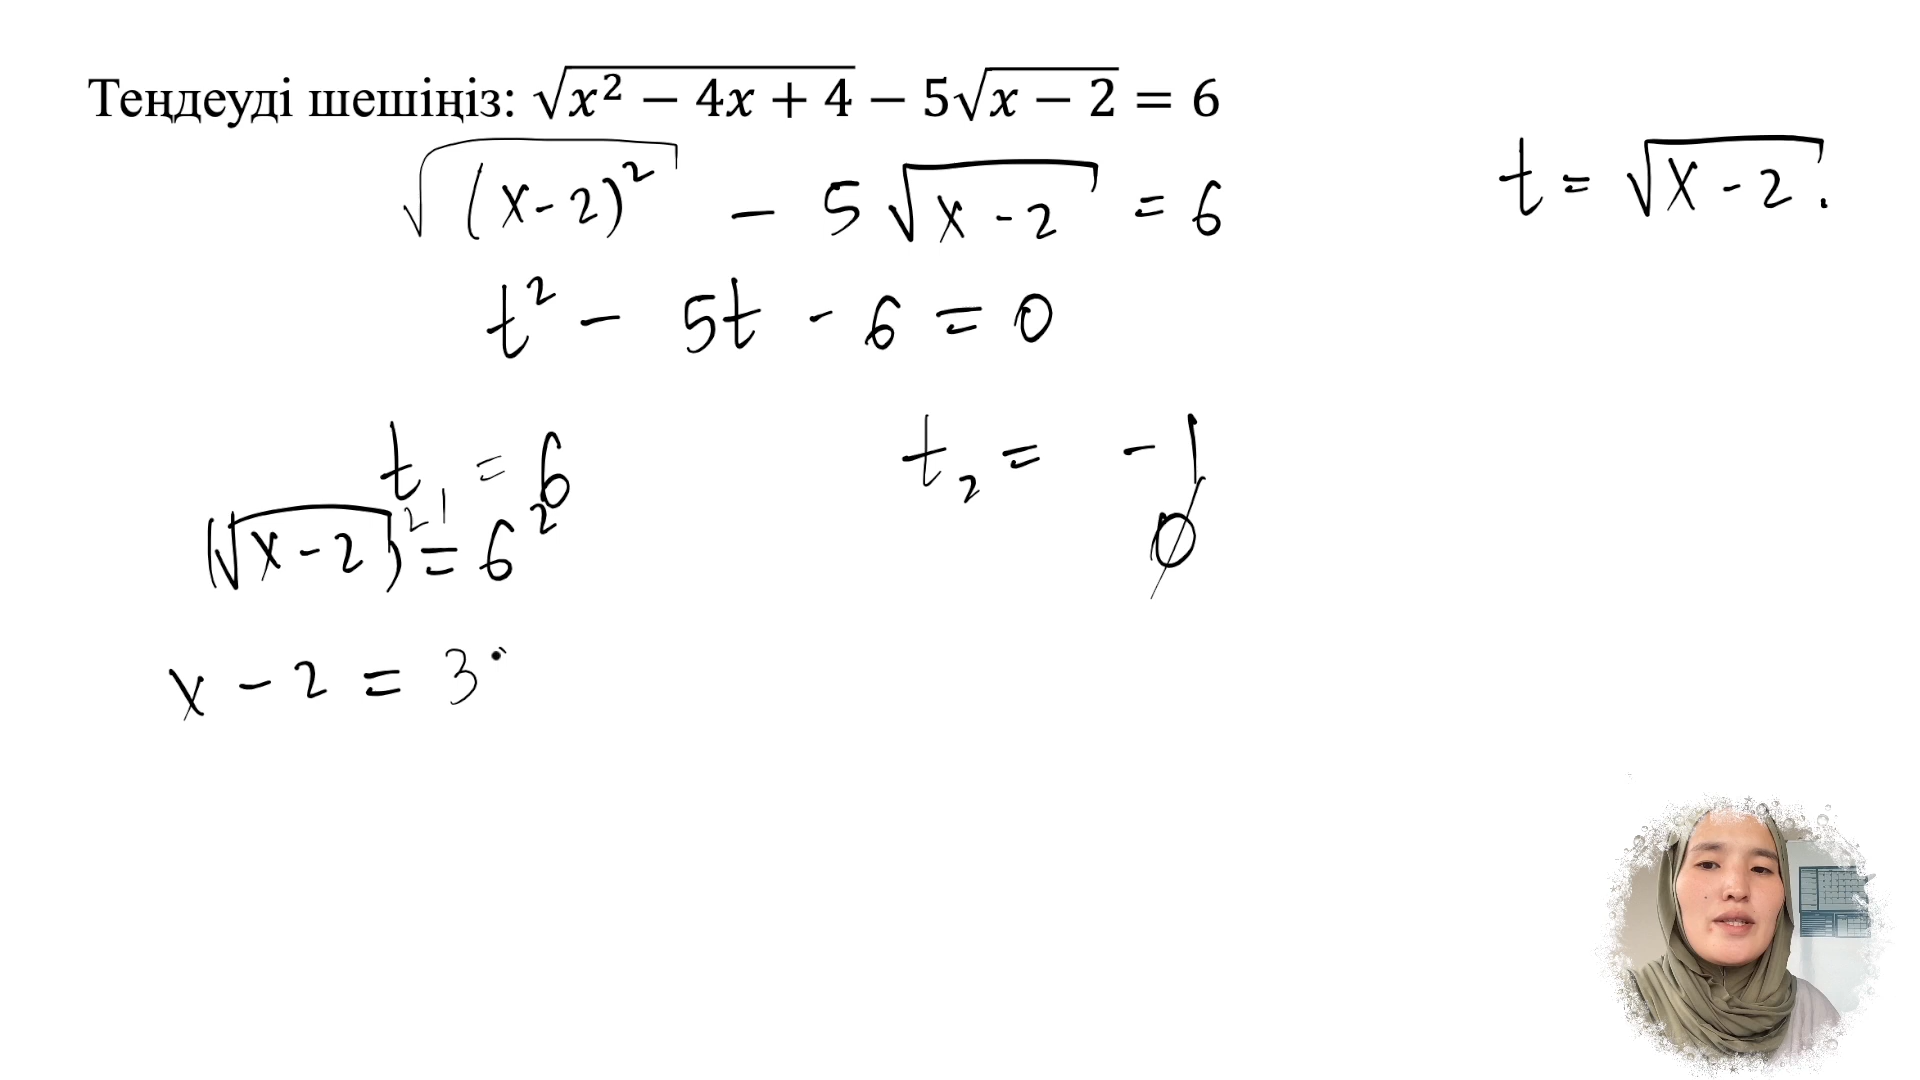 Теңдеуді шешіңіз: √(x² − 4x + 4) − 5√(x − 2) = 6
√((x-2)²) − 5√(x-2) = 6
t = √(x-2).
t² − 5t − 6 = 0
t₁ = 6
t₂ = −1
∅
(√(x-2))² = 6²
x − 2 = 3